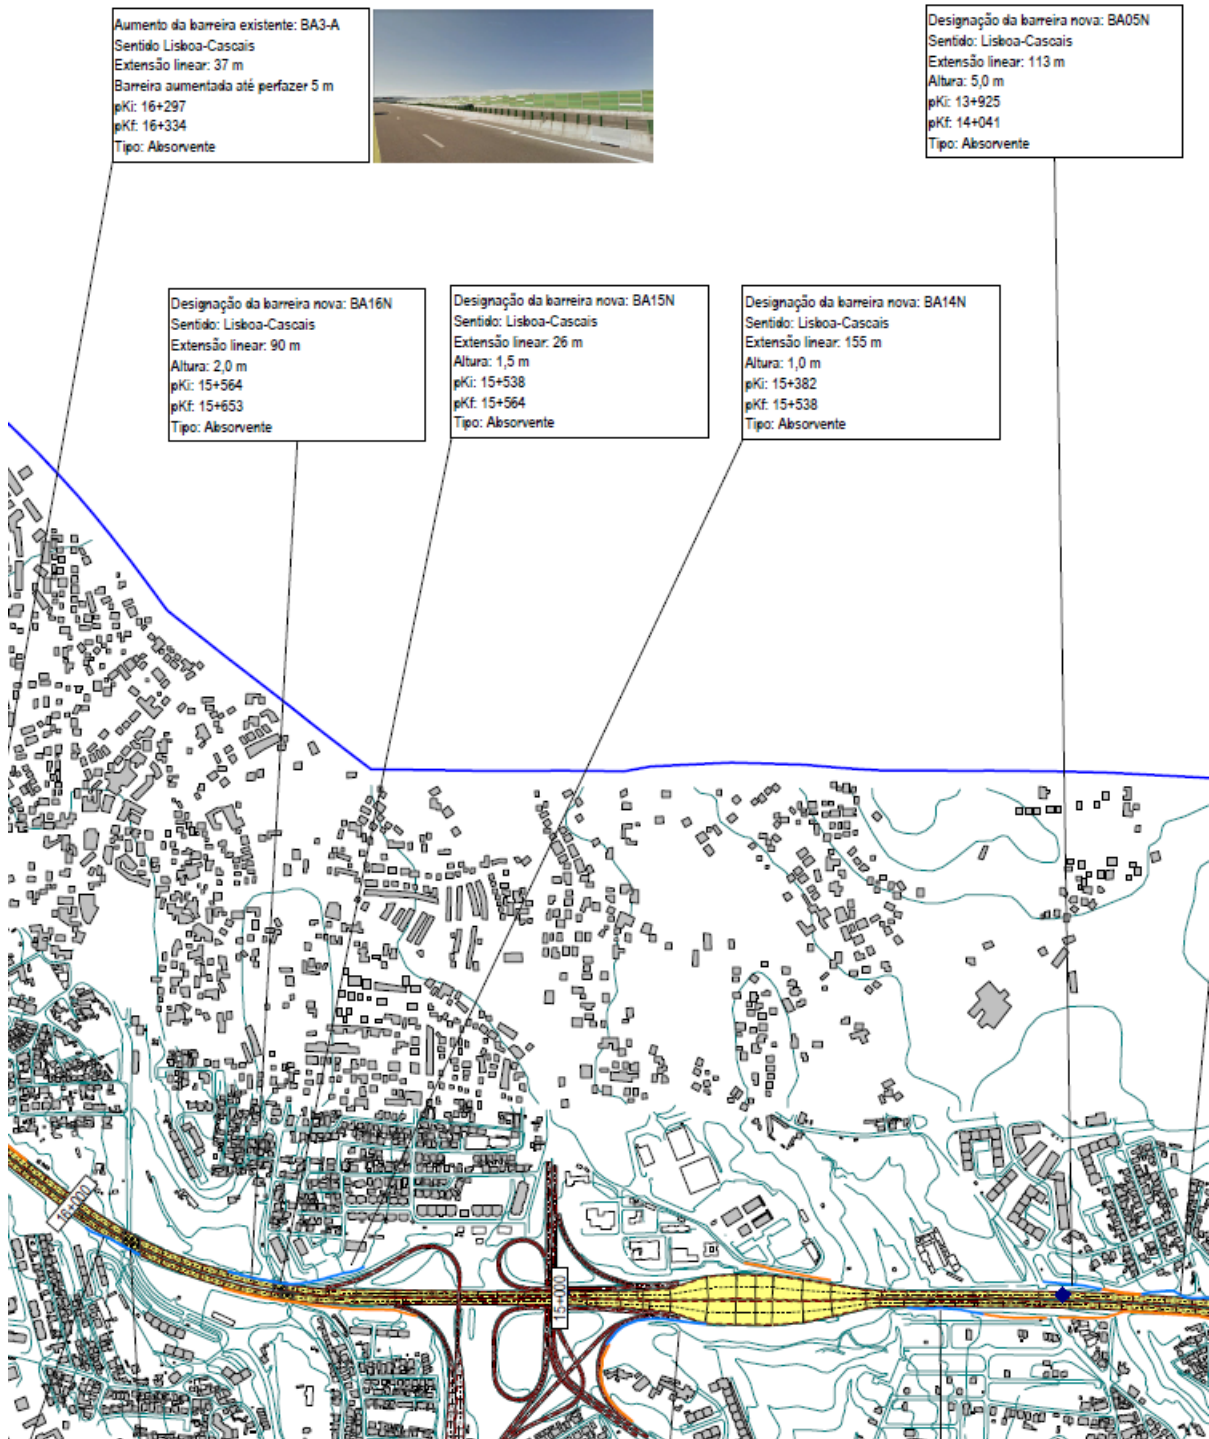 Aumento da barreira existente: BA3-A
Sentido Lisboa-Cascais
Extensão linear: 37 m
Barreira aumentada até perfazer 5 m
pKi: 16+297
pKf: 16+334
Tipo: Absorvente
Designação da barreira nova: BA05N
Sentido: Lisboa-Cascais
Extensão linear: 113 m
Altura: 5,0 m
pKi: 13+925
pKf: 14+041
Tipo: Absorvente
Designação da barreira nova: BA16N
Sentido: Lisboa-Cascais
Extensão linear: 90 m
Altura: 2,0 m
pKi: 15+564
pKf: 15+653
Tipo: Absorvente
Designação da barreira nova: BA15N
Sentido: Lisboa-Cascais
Extensão linear: 26 m
Altura: 1,5 m
pKi: 15+538
pKf: 15+564
Tipo: Absorvente
Designação da barreira nova: BA14N
Sentido: Lisboa-Cascais
Extensão linear: 155 m
Altura: 1,0 m
pKi: 15+382
pKf: 15+538
Tipo: Absorvente
16+000
15+000